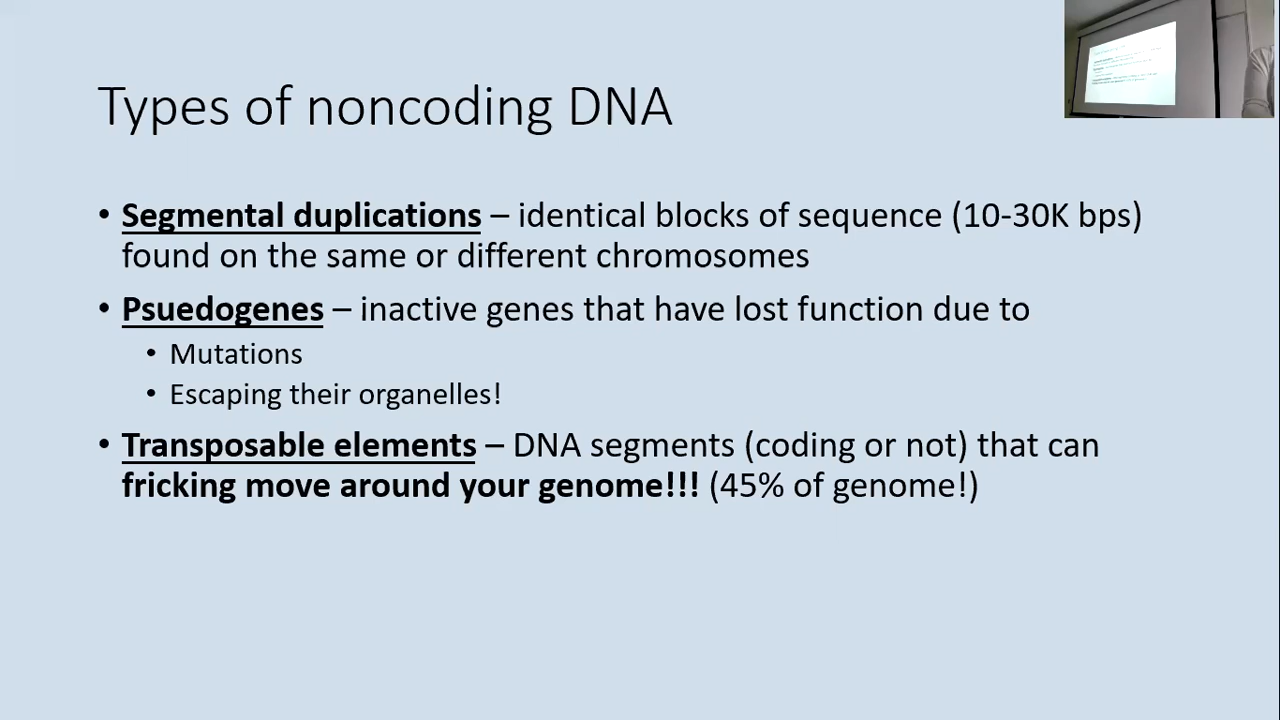 Types of noncoding DNA
• Segmental duplications – identical blocks of sequence (10-30K bps)
found on the same or different chromosomes
• Psuedogenes – inactive genes that have lost function due to
• Mutations
• Escaping their organelles!
• Transposable elements – DNA segments (coding or not) that can
fricking move around your genome!!! (45% of genome!)